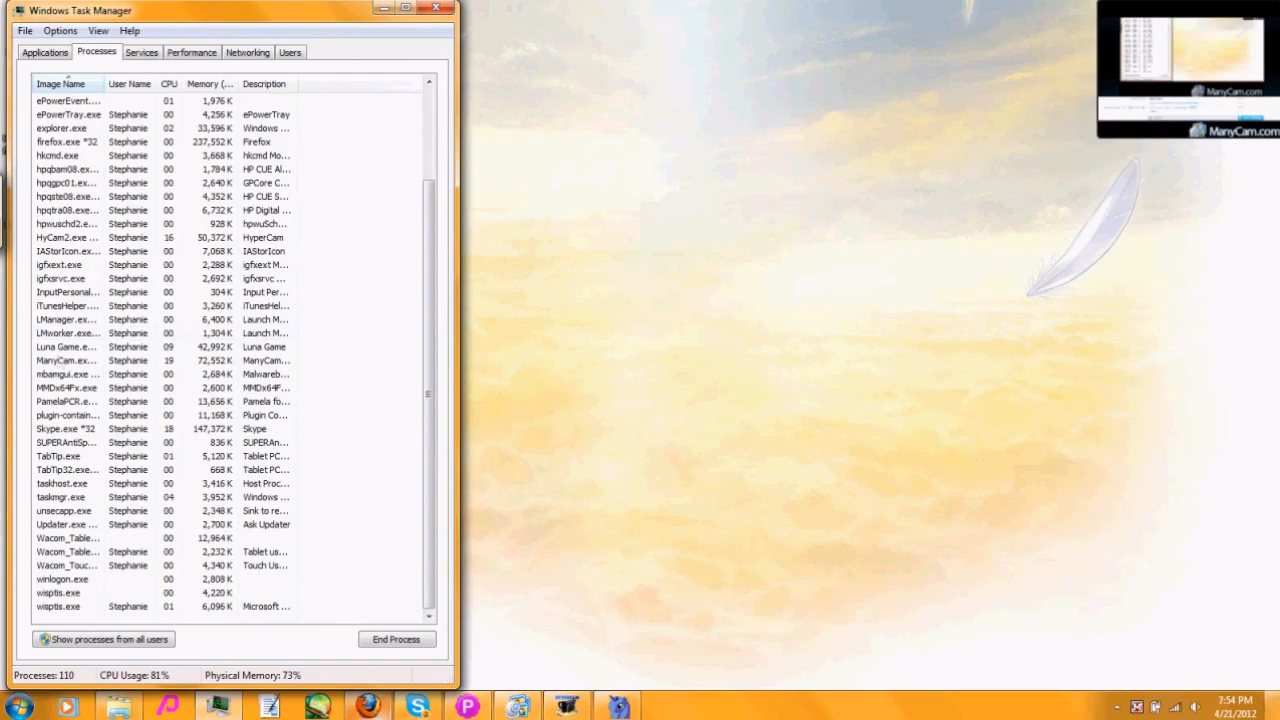 Windows Task Manager
File Options View Help
Applications Processes Services Performance Networking Users
Image Name User Name CPU Memory (... Description
ePowerEvent.... 01 1,976 K
ePowerTray.exe Stephanie 00 4,256 K ePowerTray
explorer.exe Stephanie 02 33,596 K Windows ...
firefox.exe *32 Stephanie 00 237,552 K Firefox
hkcmd.exe Stephanie 00 3,668 K hkcmd Mo...
hpqbam08.ex... Stephanie 00 1,784 K HP CUE Al...
hpqgpc01.ex... Stephanie 00 2,640 K GPCore C...
hpqste08.exe... Stephanie 00 4,352 K HP CUE S...
hpqtra08.exe... Stephanie 00 6,732 K HP Digital ...
hpwuschd2.e... Stephanie 00 928 K hpwuSch...
HyCam2.exe ... Stephanie 16 50,372 K HyperCam
IAStorIcon.ex... Stephanie 00 7,068 K IAStorIcon
igfxext.exe Stephanie 00 2,288 K igfxext M...
igfxsrvc.exe Stephanie 00 2,692 K igfxsrvc ...
InputPersonal... Stephanie 00 304 K Input Per...
iTunesHelper.... Stephanie 00 3,260 K iTunesHel...
LManager.exe... Stephanie 00 6,400 K Launch M...
LMworker.exe... Stephanie 00 1,304 K Launch M...
Luna Game.e... Stephanie 09 42,992 K Luna Game
ManyCam.ex... Stephanie 19 72,552 K ManyCam...
mbamgui.exe ... Stephanie 00 2,684 K Malwareb...
MMDx64Fx.exe Stephanie 00 2,600 K MMDx64F...
PamelaPCR.e... Stephanie 00 13,656 K Pamela fo...
plugin-contain... Stephanie 00 11,168 K Plugin Co...
Skype.exe *32 Stephanie 18 147,372 K Skype
SUPERAntiSp... Stephanie 00 836 K SUPERAn...
TabTip.exe Stephanie 01 5,120 K Tablet PC...
TabTip32.exe... Stephanie 00 668 K Tablet PC...
taskhost.exe Stephanie 00 3,416 K Host Proc...
taskmgr.exe Stephanie 04 3,952 K Windows ...
unsecapp.exe Stephanie 00 2,348 K Sink to re...
Updater.exe ... Stephanie 00 2,700 K Ask Updater
Wacom_Table... 00 12,964 K
Wacom_Table... Stephanie 00 2,232 K Tablet us...
Wacom_Touc... Stephanie 00 4,340 K Touch Us...
winlogon.exe 00 2,808 K
wisptis.exe 00 4,220 K
wisptis.exe Stephanie 01 6,096 K Microsoft ...
Show processes from all users End Process
Processes: 110 CPU Usage: 81% Physical Memory: 73%
ManyCam.com
ManyCam.com
7:54 PM
4/21/2012